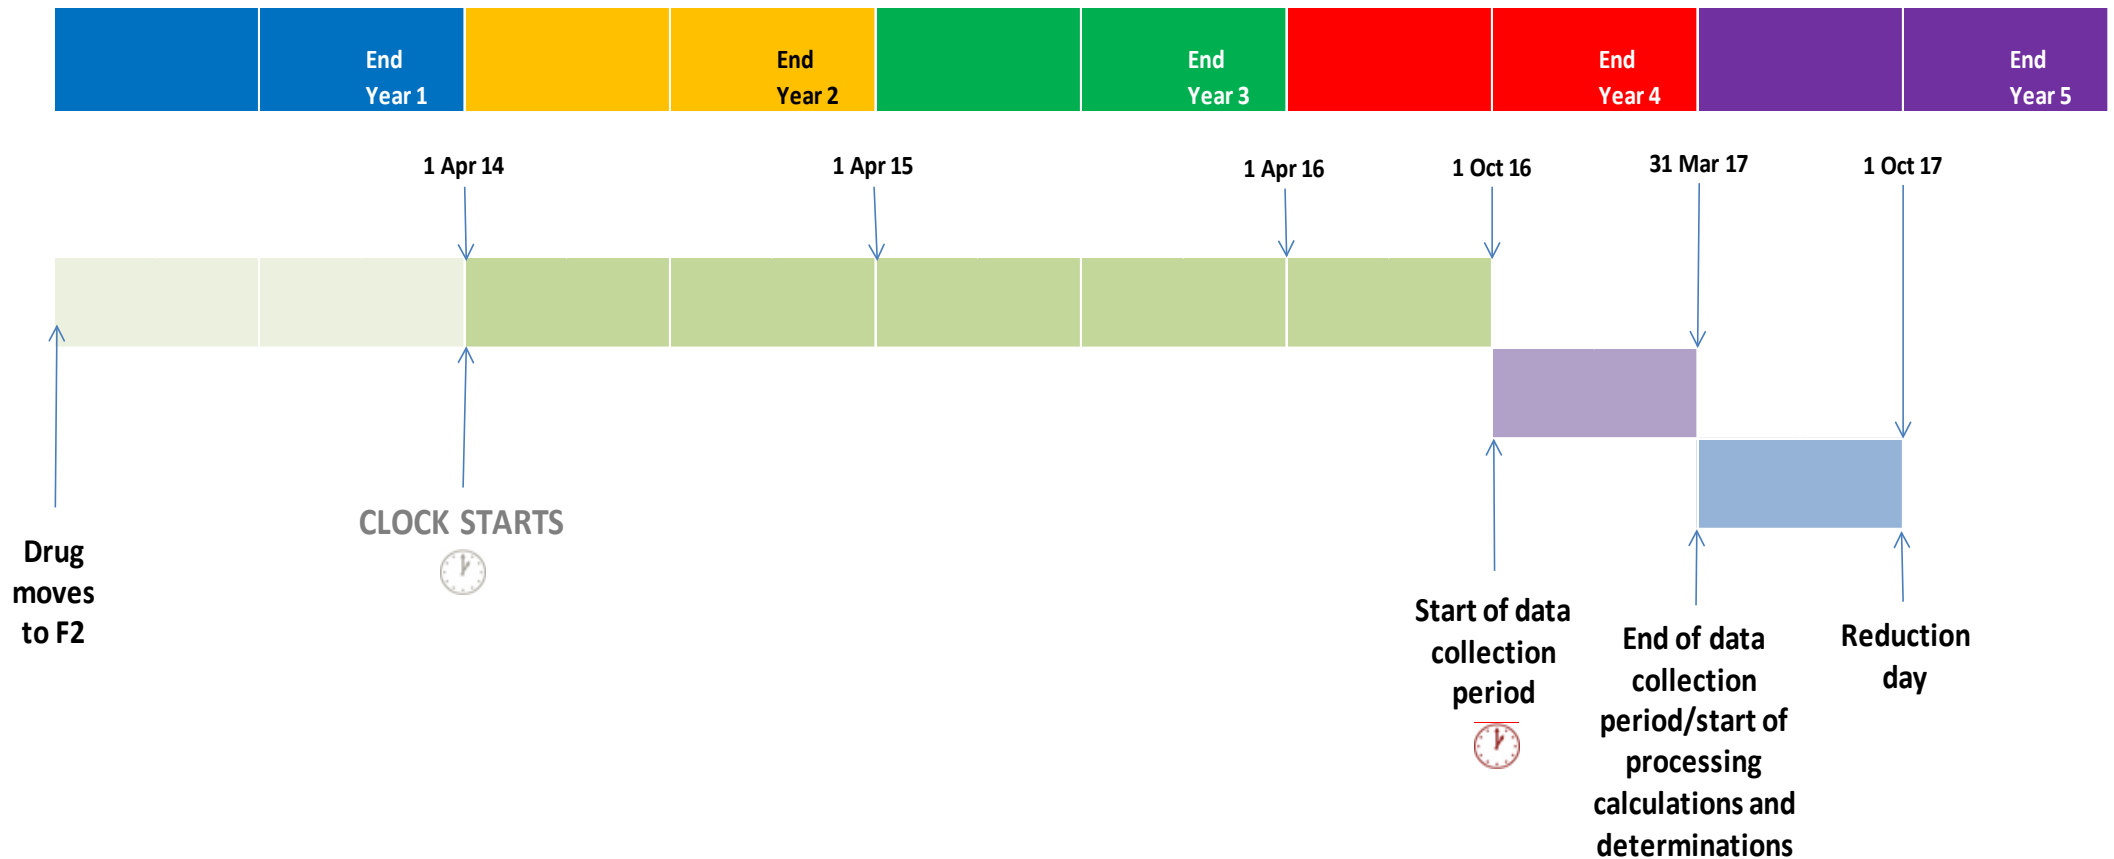 End
Year 1
End
Year 2
End
Year 3
End
Year 4
End
Year 5
1 Apr 14
1 Apr 15
1 Apr 16
1 Oct 16
31 Mar 17
1 Oct 17
Drug
moves
to F2
CLOCK STARTS
Start of data
collection
period
End of data
collection
period/start of
processing
calculations and
determinations
Reduction
day